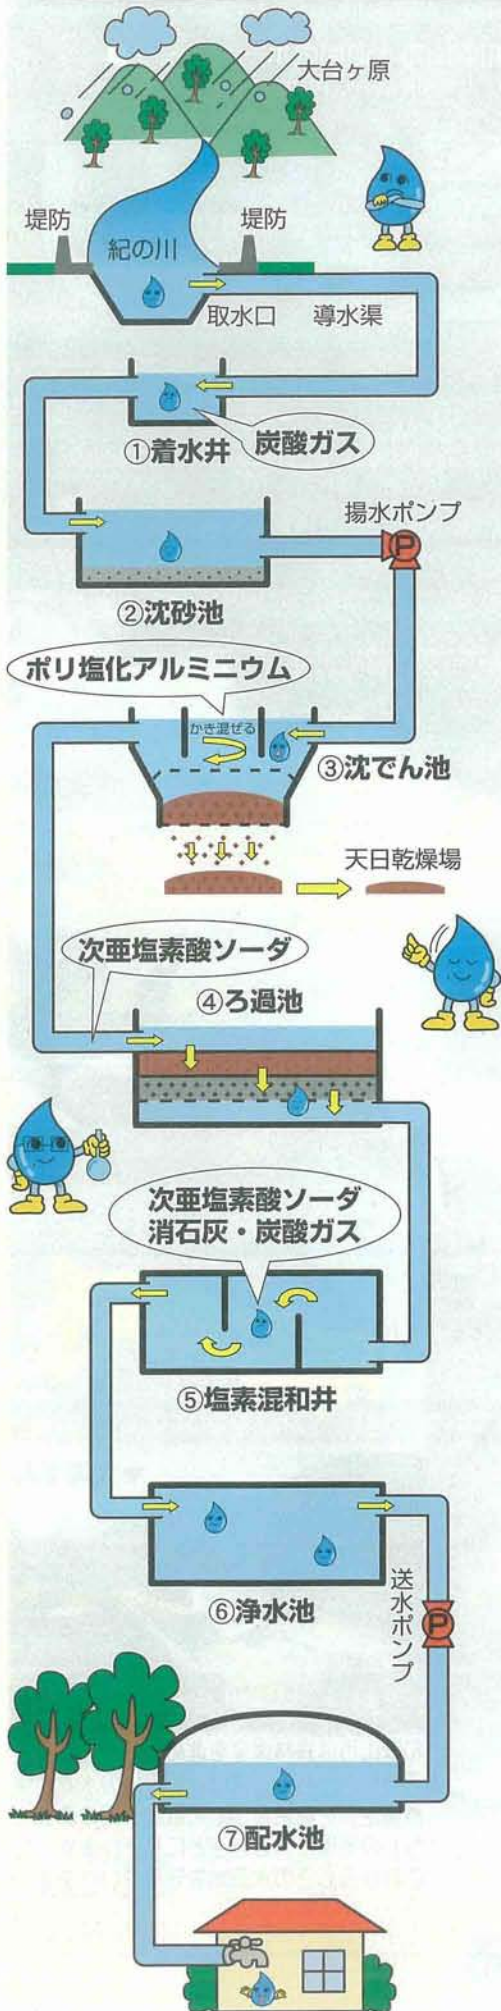 大台ヶ原
堤防
堤防
紀の川
取水口
導水渠
①着水井
炭酸ガス
揚水ポンプ
P
②沈砂池
ポリ塩化アルミニウム
かき混ぜる
③沈でん池
天日乾燥場
次亜塩素酸ソーダ
④ろ過池
次亜塩素酸ソーダ
消石灰・炭酸ガス
⑤塩素混和井
⑥浄水池
送水ポンプ
P
⑦配水池